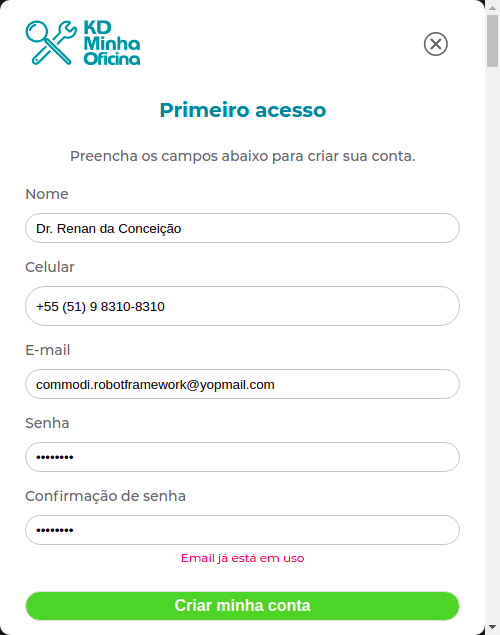 KD
Minha
Oficina
Primeiro acesso
Preencha os campos abaixo para criar sua conta.
Nome
Dr. Renan da Conceição
Celular
+55 (51) 9 8310-8310
E-mail
commodi.robotframework@yopmail.com
Senha
••••••••
Confirmação de senha
••••••••
Email já está em uso
Criar minha conta